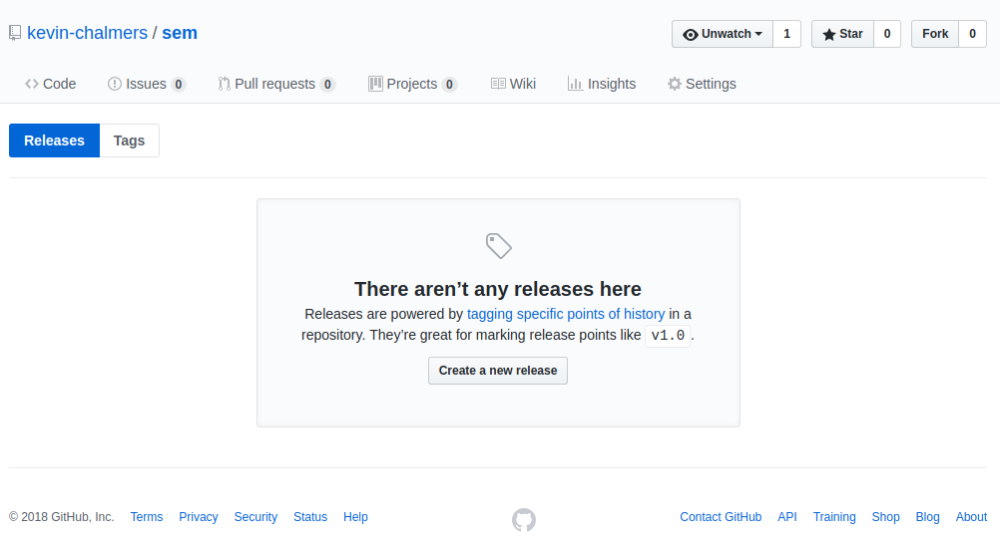 kevin-chalmers / sem Unwatch 1 Star 0 Fork 0
Code Issues 0 Pull requests 0 Projects 0 Wiki Insights Settings
Releases Tags
There aren’t any releases here
Releases are powered by tagging specific points of history in a
repository. They’re great for marking release points like v1.0.
Create a new release
© 2018 GitHub, Inc. Terms Privacy Security Status Help Contact GitHub API Training Shop Blog About